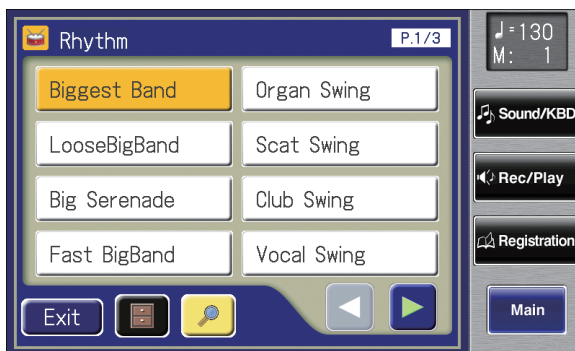 Rhythm
P.1/3
Biggest Band
Organ Swing
LooseBigBand
Scat Swing
Big Serenade
Club Swing
Fast BigBand
Vocal Swing
Exit
♩=130
M: 1
Sound/KBD
Rec/Play
Registration
Main